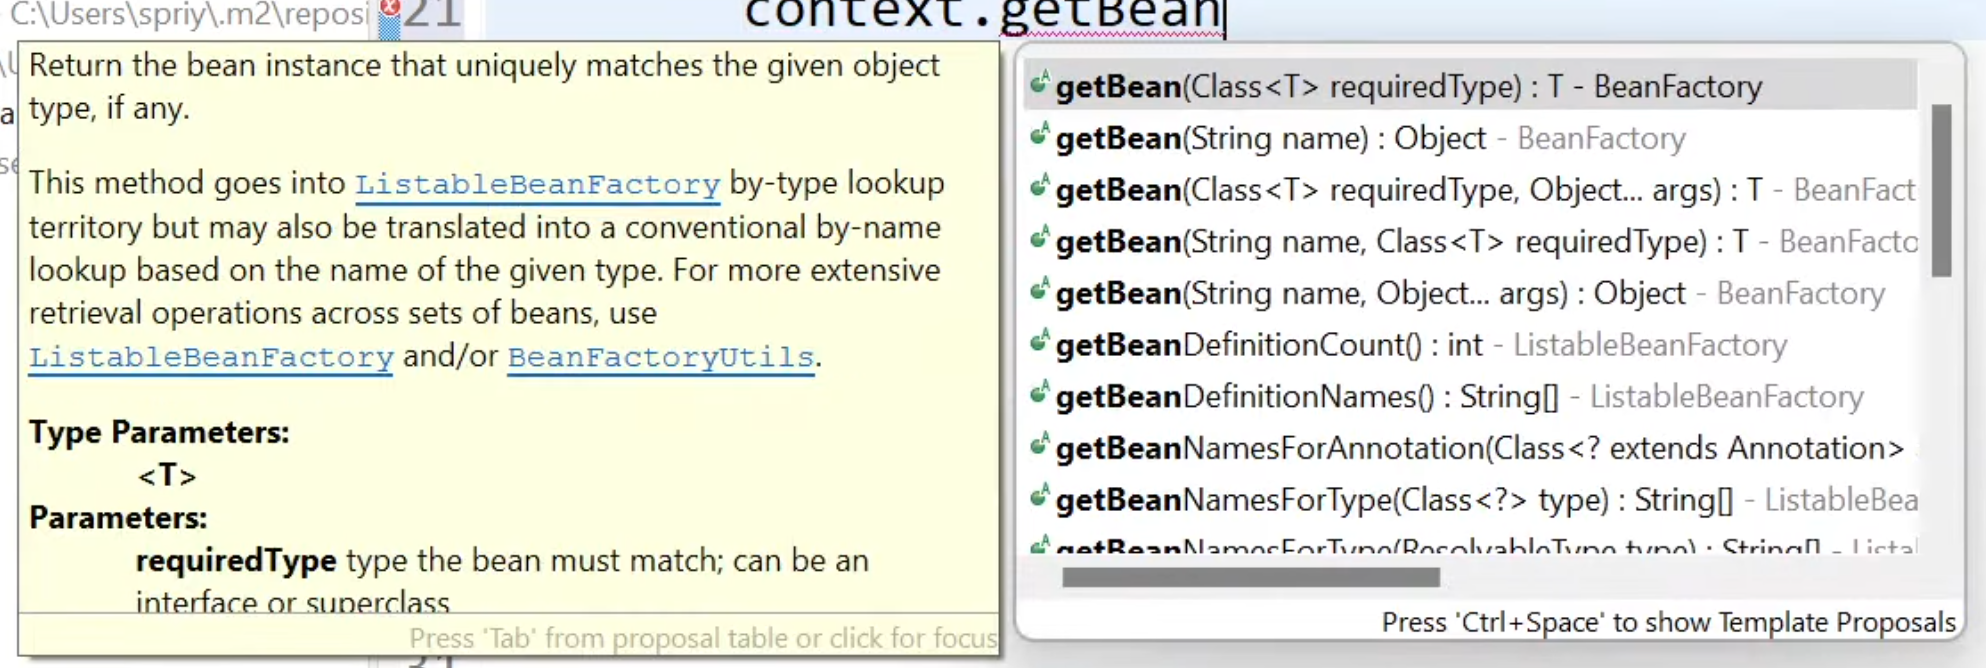 C:\Users\spriy\.m2\reposi
21
context.getBean
Return the bean instance that uniquely matches the given object
type, if any.
This method goes into ListableBeanFactory by-type lookup
territory but may also be translated into a conventional by-name
lookup based on the name of the given type. For more extensive
retrieval operations across sets of beans, use
ListableBeanFactory and/or BeanFactoryUtils.
Type Parameters:
<T>
Parameters:
requiredType type the bean must match; can be an
interface or superclass
Press 'Tab' from proposal table or click for focus
getBean(Class<T> requiredType) : T - BeanFactory
getBean(String name) : Object - BeanFactory
getBean(Class<T> requiredType, Object... args) : T - BeanFact
getBean(String name, Class<T> requiredType) : T - BeanFacto
getBean(String name, Object... args) : Object - BeanFactory
getBeanDefinitionCount() : int - ListableBeanFactory
getBeanDefinitionNames() : String[] - ListableBeanFactory
getBeanNamesForAnnotation(Class<? extends Annotation>
getBeanNamesForType(Class<?> type) : String[] - ListableBea
getBeanNamesForType(ResolvableType type) : String[] - Lista
Press 'Ctrl+Space' to show Template Proposals